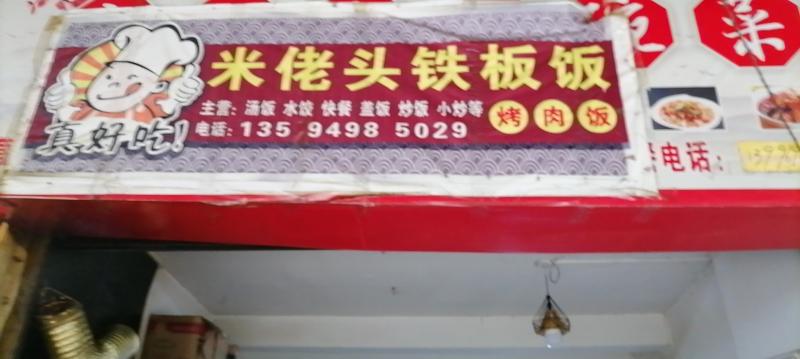 米佬头铁板饭
主营：汤饭 水饺 快餐 盖饭 炒饭 小炒等
电话：135 9498 5029
烤肉饭
真好吃！
菜
电话：